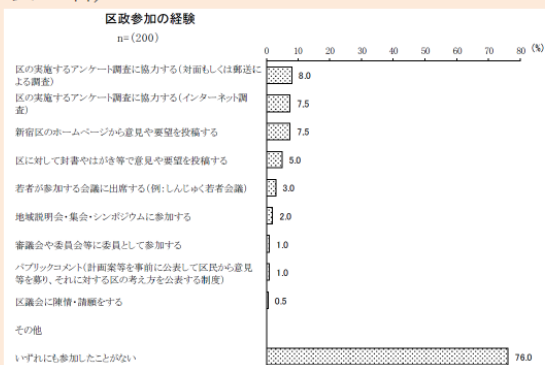 区政参加の経験
n=(200)
0 10 20 30 40 50 60 70 80 (%)
区の実施するアンケート調査に協力する(対面もしくは郵送に
よる調査)
8.0
区の実施するアンケート調査に協力する(インターネット調
査)
7.5
新宿区のホームページから意見や要望を投稿する
7.5
区に対して封書やはがき等で意見や要望を投稿する
5.0
若者が参加する会議に出席する(例:しんじゅく若者会議)
3.0
地域説明会・集会・シンポジウムに参加する
2.0
審議会や委員会等に委員として参加する
1.0
パブリックコメント(計画案等を事前に公表して区民から意見
等を募り、それに対する区の考え方を公表する制度)
1.0
区議会に陳情・請願をする
0.5
その他
いずれにも参加したことがない
76.0